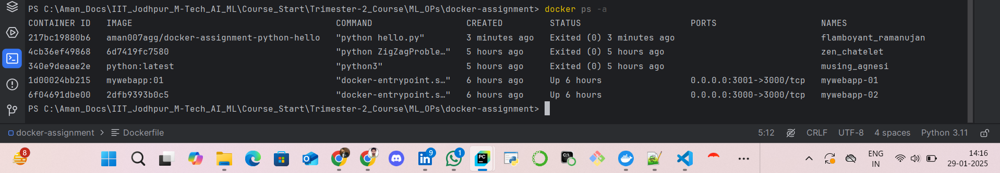 PS C:\Aman_Docs\IIT_Jodhpur_M-Tech_AI_ML\Course_Start\Trimester-2_Course\ML_OPs\docker-assignment> docker ps -a
CONTAINER ID   IMAGE   COMMAND   CREATED   STATUS   PORTS   NAMES
217bc19880b6   aman007agg/docker-assignment-python-hello   "python hello.py"   3 minutes ago   Exited (0) 3 minutes ago   flamboyant_ramanujan
4cb36ef49868   6d7419fc7580   "python ZigZagProble…"   5 hours ago   Exited (0) 5 hours ago   zen_chatelet
340e9deaae2e   python:latest   "python3"   5 hours ago   Exited (0) 5 hours ago   musing_agnesi
1d00024bb215   mywebapp:01   "docker-entrypoint.s…"   6 hours ago   Up 6 hours   0.0.0.0:3001->3000/tcp   mywebapp-01
6f04691dbe00   2dfb9393b0c5   "docker-entrypoint.s…"   6 hours ago   Up 6 hours   0.0.0.0:3000->3000/tcp   mywebapp-02
PS C:\Aman_Docs\IIT_Jodhpur_M-Tech_AI_ML\Course_Start\Trimester-2_Course\ML_OPs\docker-assignment>
docker-assignment > Dockerfile   5:12   CRLF   UTF-8   4 spaces   Python 3.11
8   9   1   PC   C:\   ENG   14:16
IN   29-01-2025